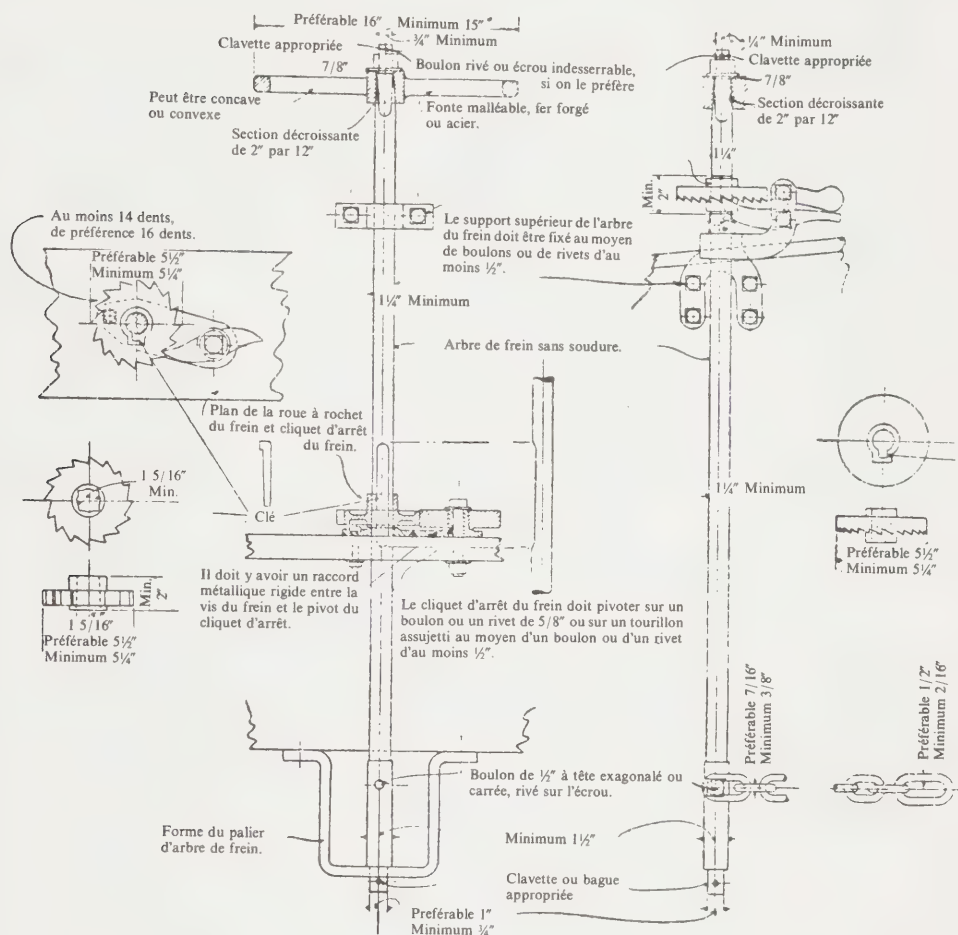 Préférable 16" Minimum 15"
¾" Minimum
Clavette appropriée
7/8"
Boulon rivé ou écrou indesserrable,
si on le préfère
Peut être concave
ou convexe
Fonte malléable, fer forgé
ou acier.
Section décroissante
de 2" par 12"
¼" Minimum
Clavette appropriée
7/8"
Section décroissante
de 2" par 12"
1¼"
Min.
2"
Au moins 14 dents,
de préférence 16 dents.
Préférable 5½"
Minimum 5¼"
Le support supérieur de l'arbre
du frein doit être fixé au moyen
de boulons ou de rivets d'au
moins ½".
1¼" Minimum
Arbre de frein sans soudure.
Plan de la roue à rochet
du frein et cliquet d'arrêt
du frein.
1 5/16"
Min.
Clé
1¼" Minimum
Min.
2"
1 5/16"
Préférable 5½"
Minimum 5¼"
Il doit y avoir un raccord
métallique rigide entre la
vis du frein et le pivot du
cliquet d'arrêt.
Le cliquet d'arrêt du frein doit pivoter sur un
boulon ou un rivet de 5/8" ou sur un tourillon
assujetti au moyen d'un boulon ou d'un rivet
d'au moins ½".
Préférable 5½"
Minimum 5¼"
Préférable 7/16"
Minimum 3/8"
Préférable 1/2"
Minimum 2/16"
Boulon de ½" à tête exagonalé ou
carrée, rivé sur l'écrou.
Forme du palier
d'arbre de frein.
Minimum 1½"
Clavette ou bague
appropriée
Preférable 1"
Minimum ¾"